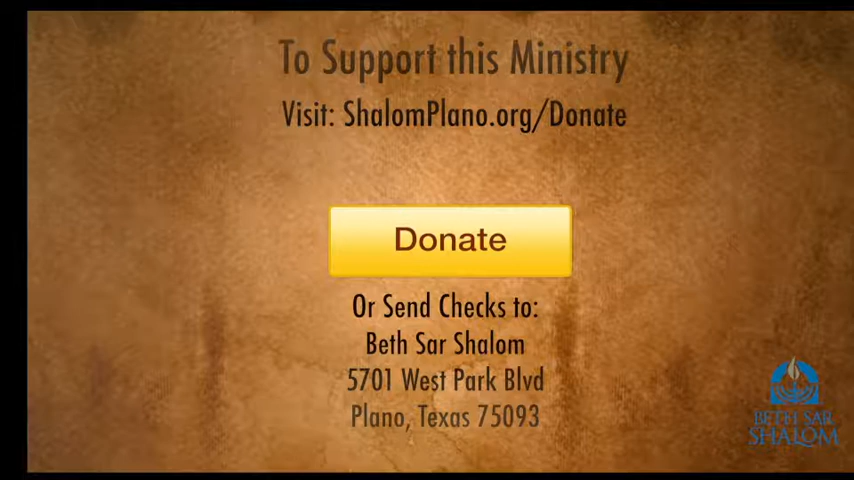 To Support this Ministry
Visit: ShalomPlano.org/Donate
Donate
Or Send Checks to:
Beth Sar Shalom
5701 West Park Blvd
Plano, Texas 75093
BETH SAR
SHALOM